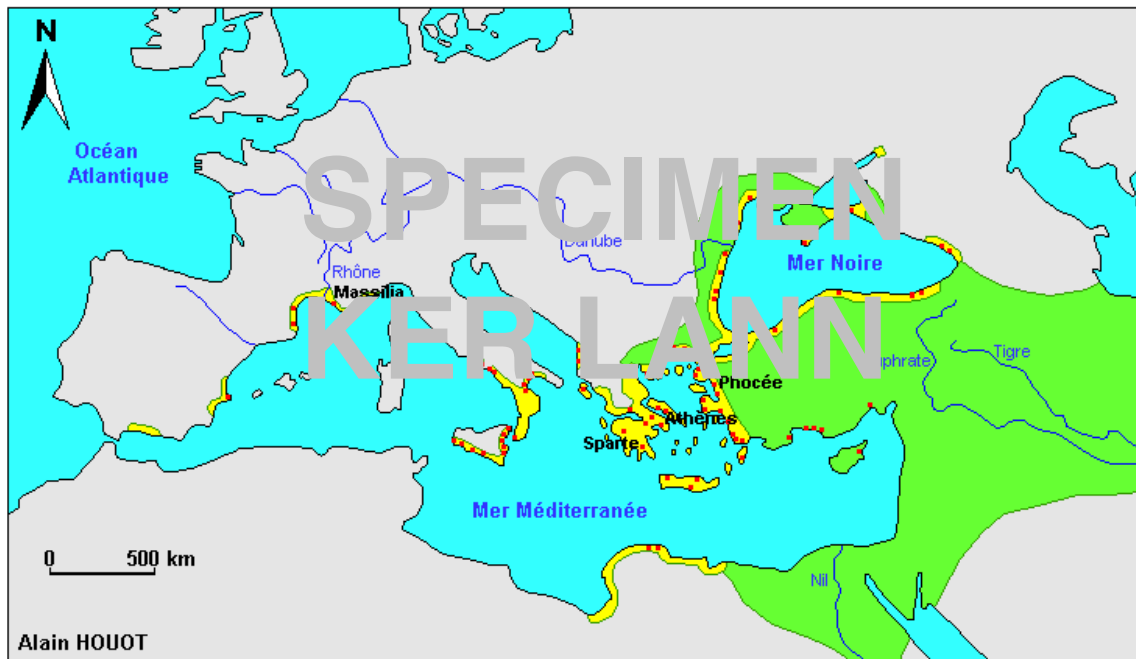 N
Océan
Atlantique
SPECIMEN
Danube
Mer Noire
Rhône
Massilia
KER LANN
Tigre
Phocée
Athènes
Sparte
Mer Méditerranée
0 500 km
Nil
Alain HOUOT